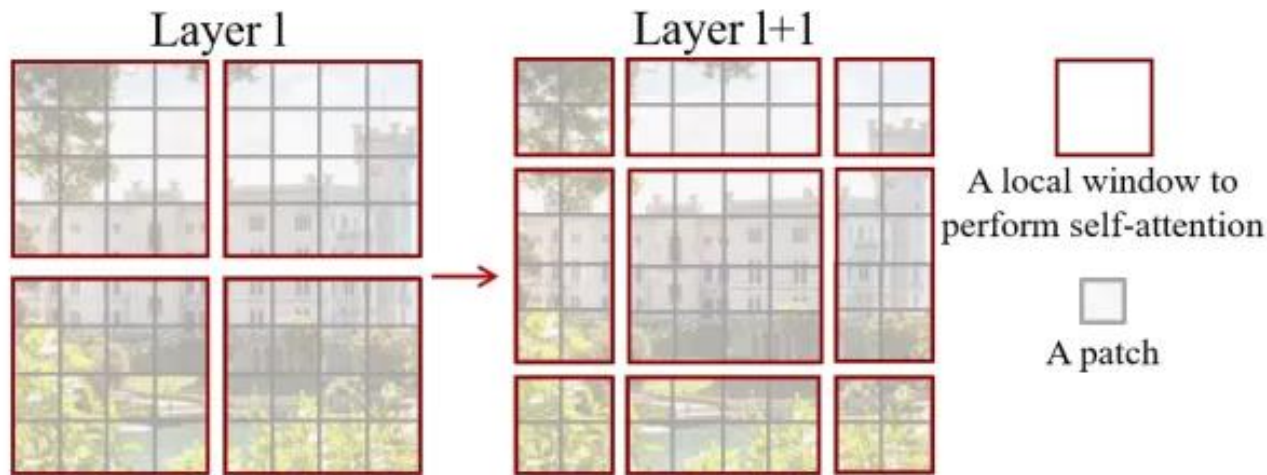 Layer l
Layer l+1
A local window to
perform self-attention
A patch